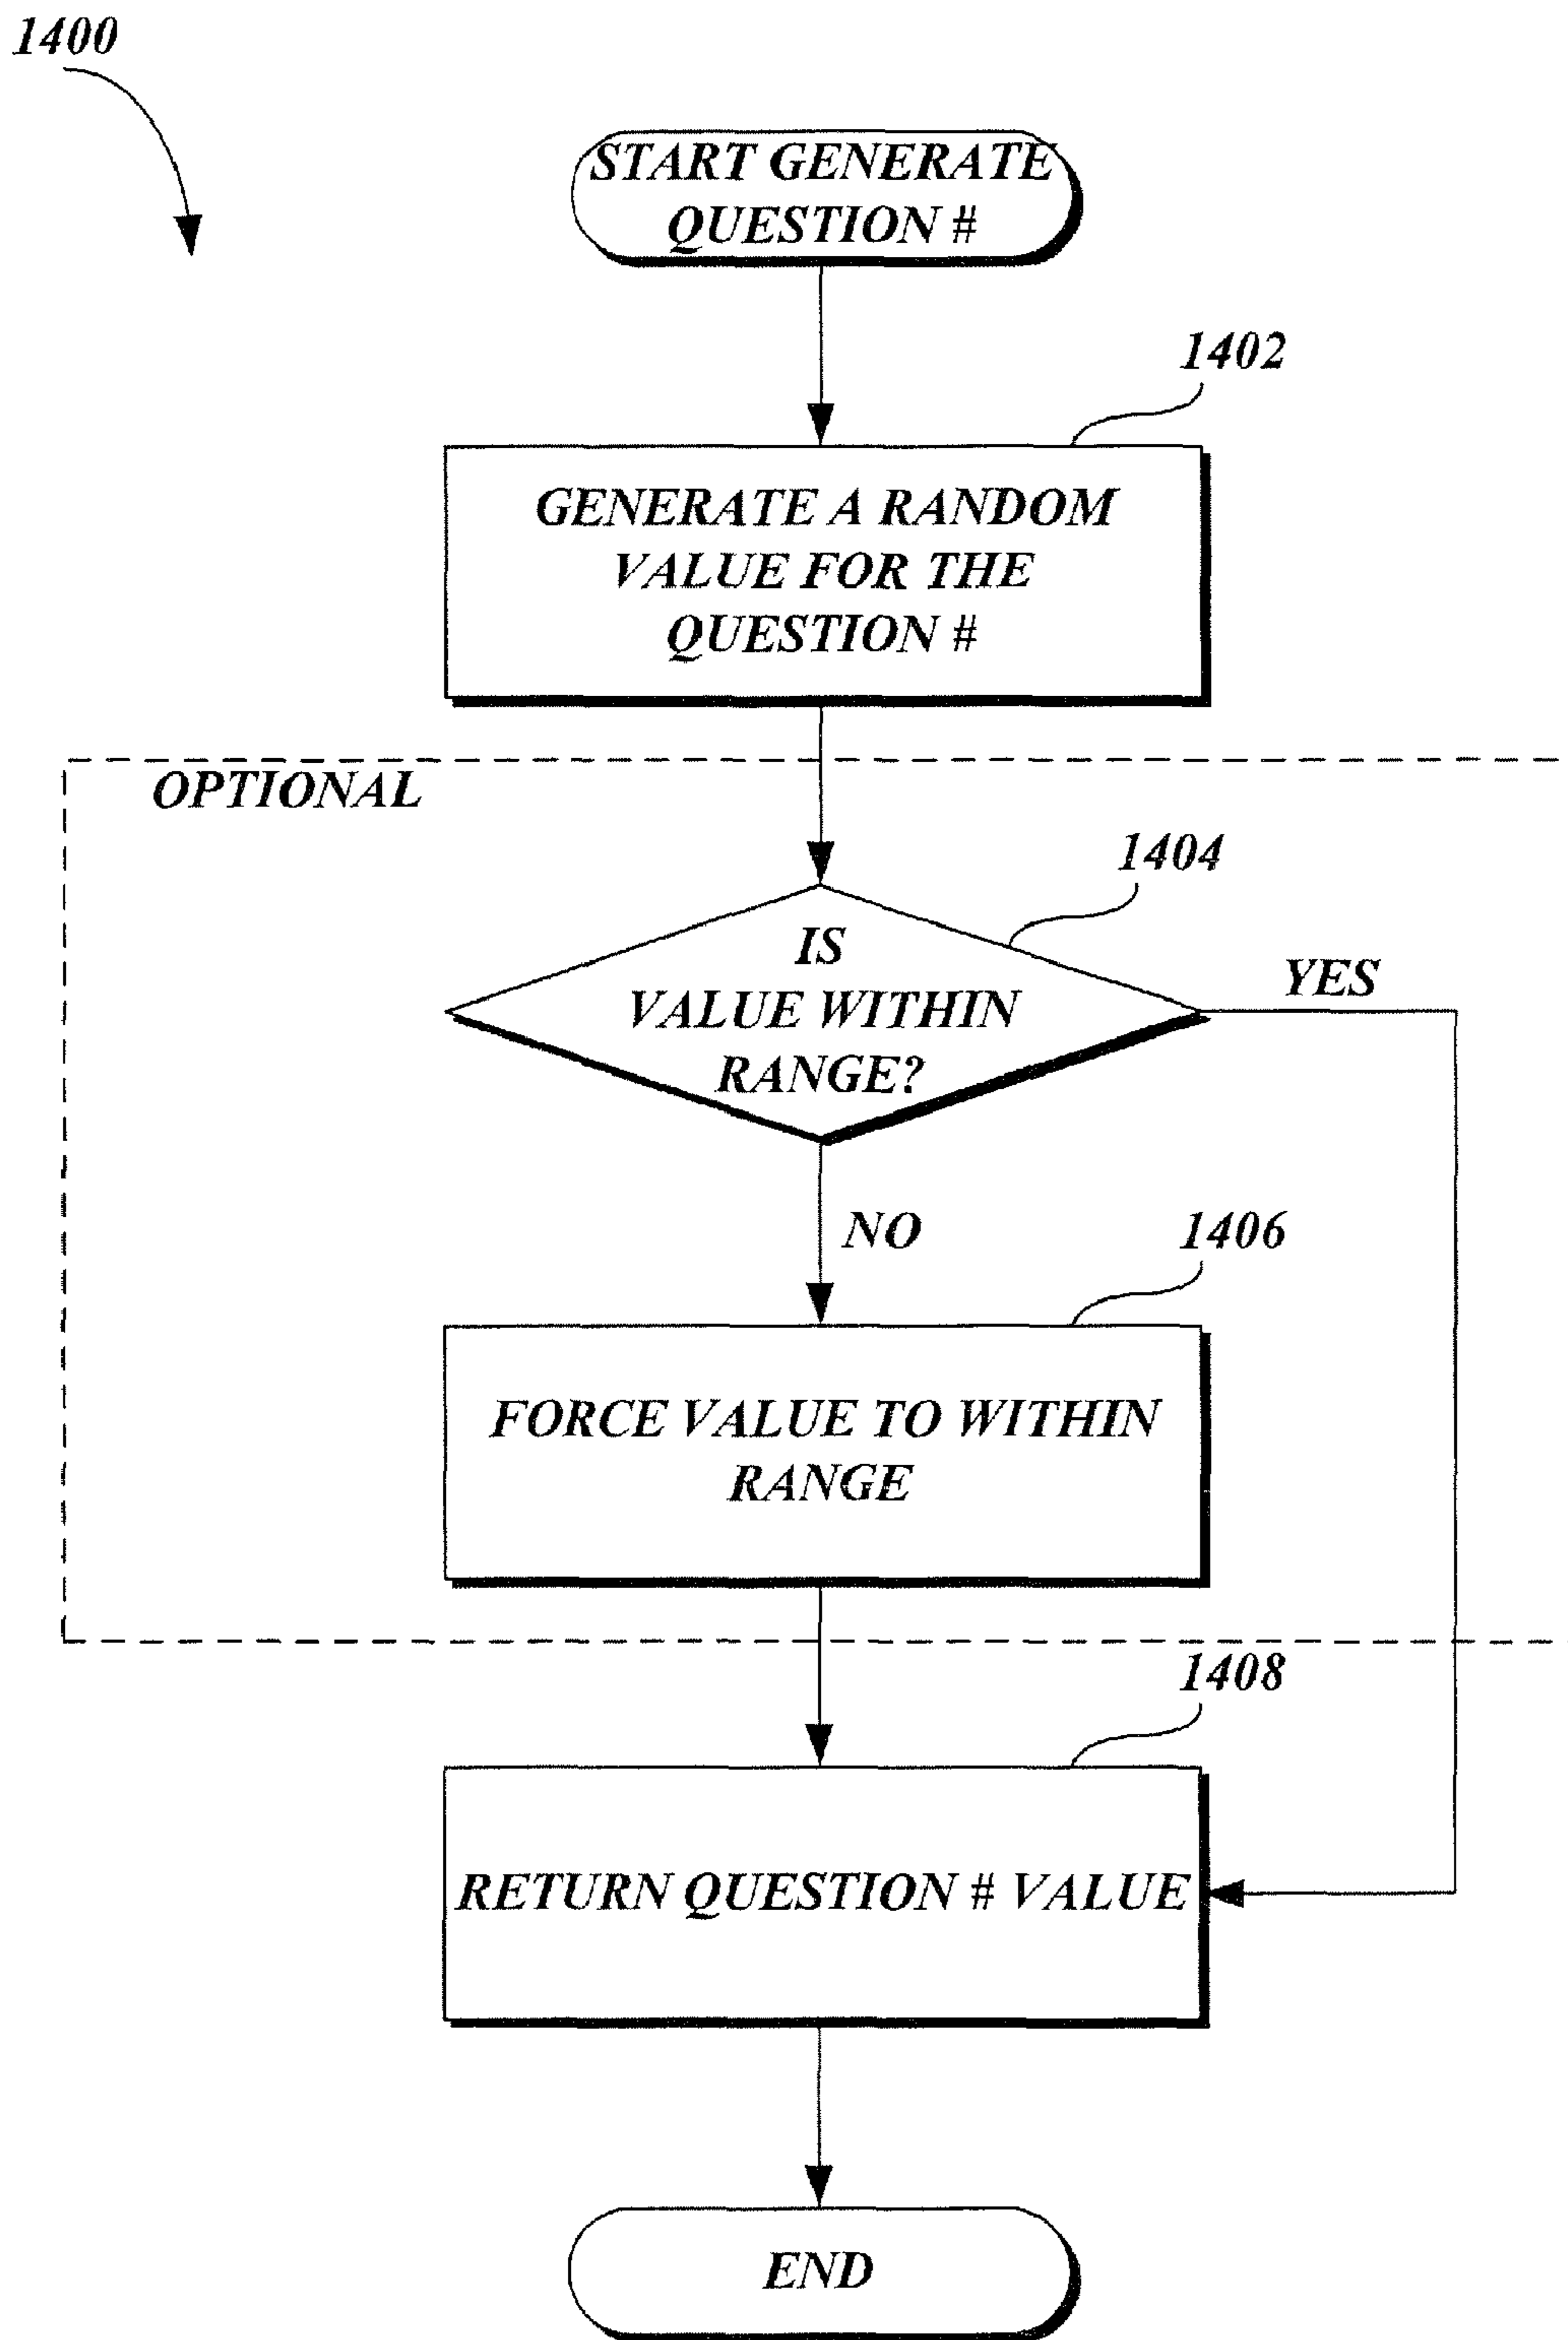 1400
START GENERATE
QUESTION #
1402
GENERATE A RANDOM
VALUE FOR THE
QUESTION #
OPTIONAL
1404
IS
VALUE WITHIN
RANGE?
YES
NO
1406
FORCE VALUE TO WITHIN
RANGE
1408
RETURN QUESTION # VALUE
END